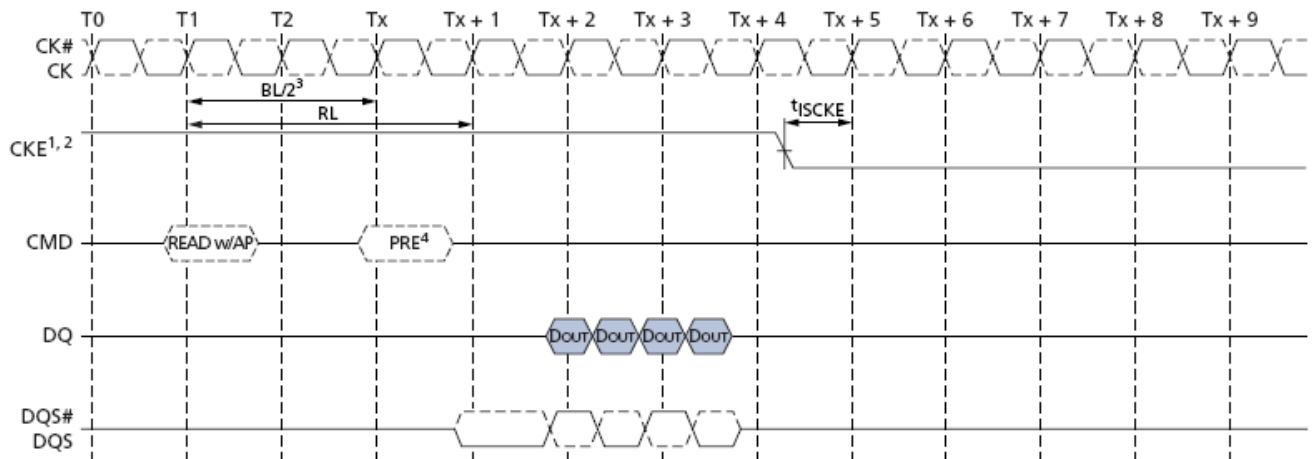 T0 T1 T2 Tx Tx + 1 Tx + 2 Tx + 3 Tx + 4 Tx + 5 Tx + 6 Tx + 7 Tx + 8 Tx + 9
CK#
CK
BL/2³
RL
tISCKE
CKE¹, ²
CMD READ w/AP PRE⁴
DQ DOUT DOUT DOUT DOUT
DQS#
DQS